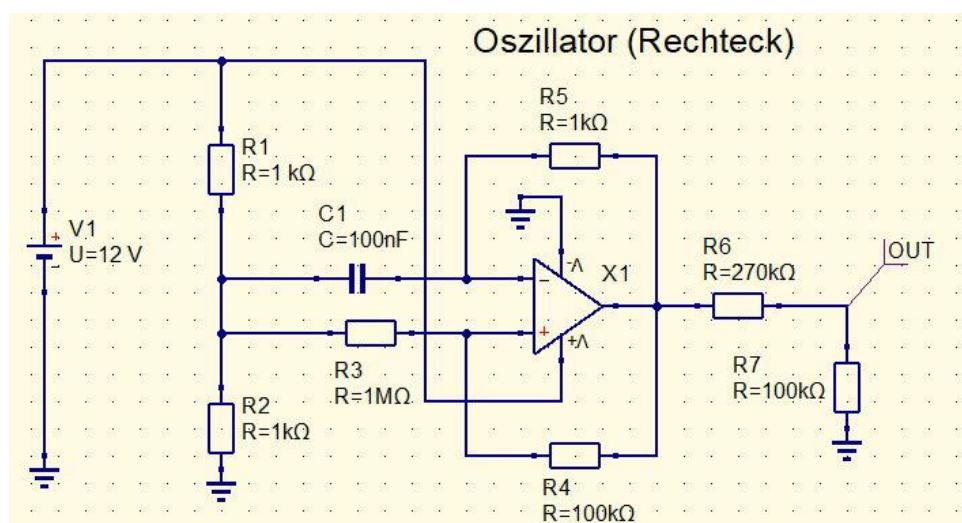 Oszillator (Rechteck)
R5
R=1kΩ
R1
R=1 kΩ
V1
U=12 V
+
-
C1
C=100nF
-V
X1
−
+
+V
R6
R=270kΩ
OUT
R3
R=1MΩ
R7
R=100kΩ
R2
R=1kΩ
R4
R=100kΩ